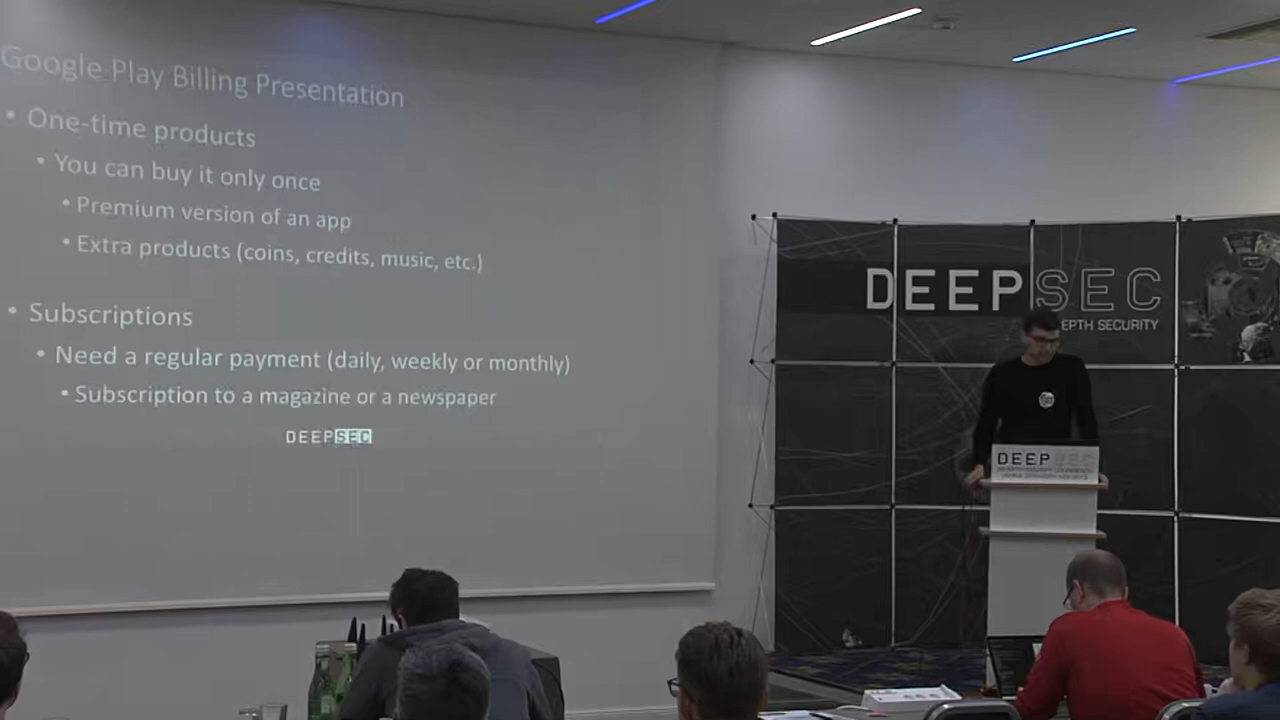 Google Play Billing Presentation
• One-time products
• You can buy it only once
• Premium version of an app
• Extra products (coins, credits, music, etc.)
• Subscriptions
• Need a regular payment (daily, weekly or monthly)
• Subscription to a magazine or a newspaper
DEEPSEC
DEEPSEC
EPTH SECURITY
DEEPSEC